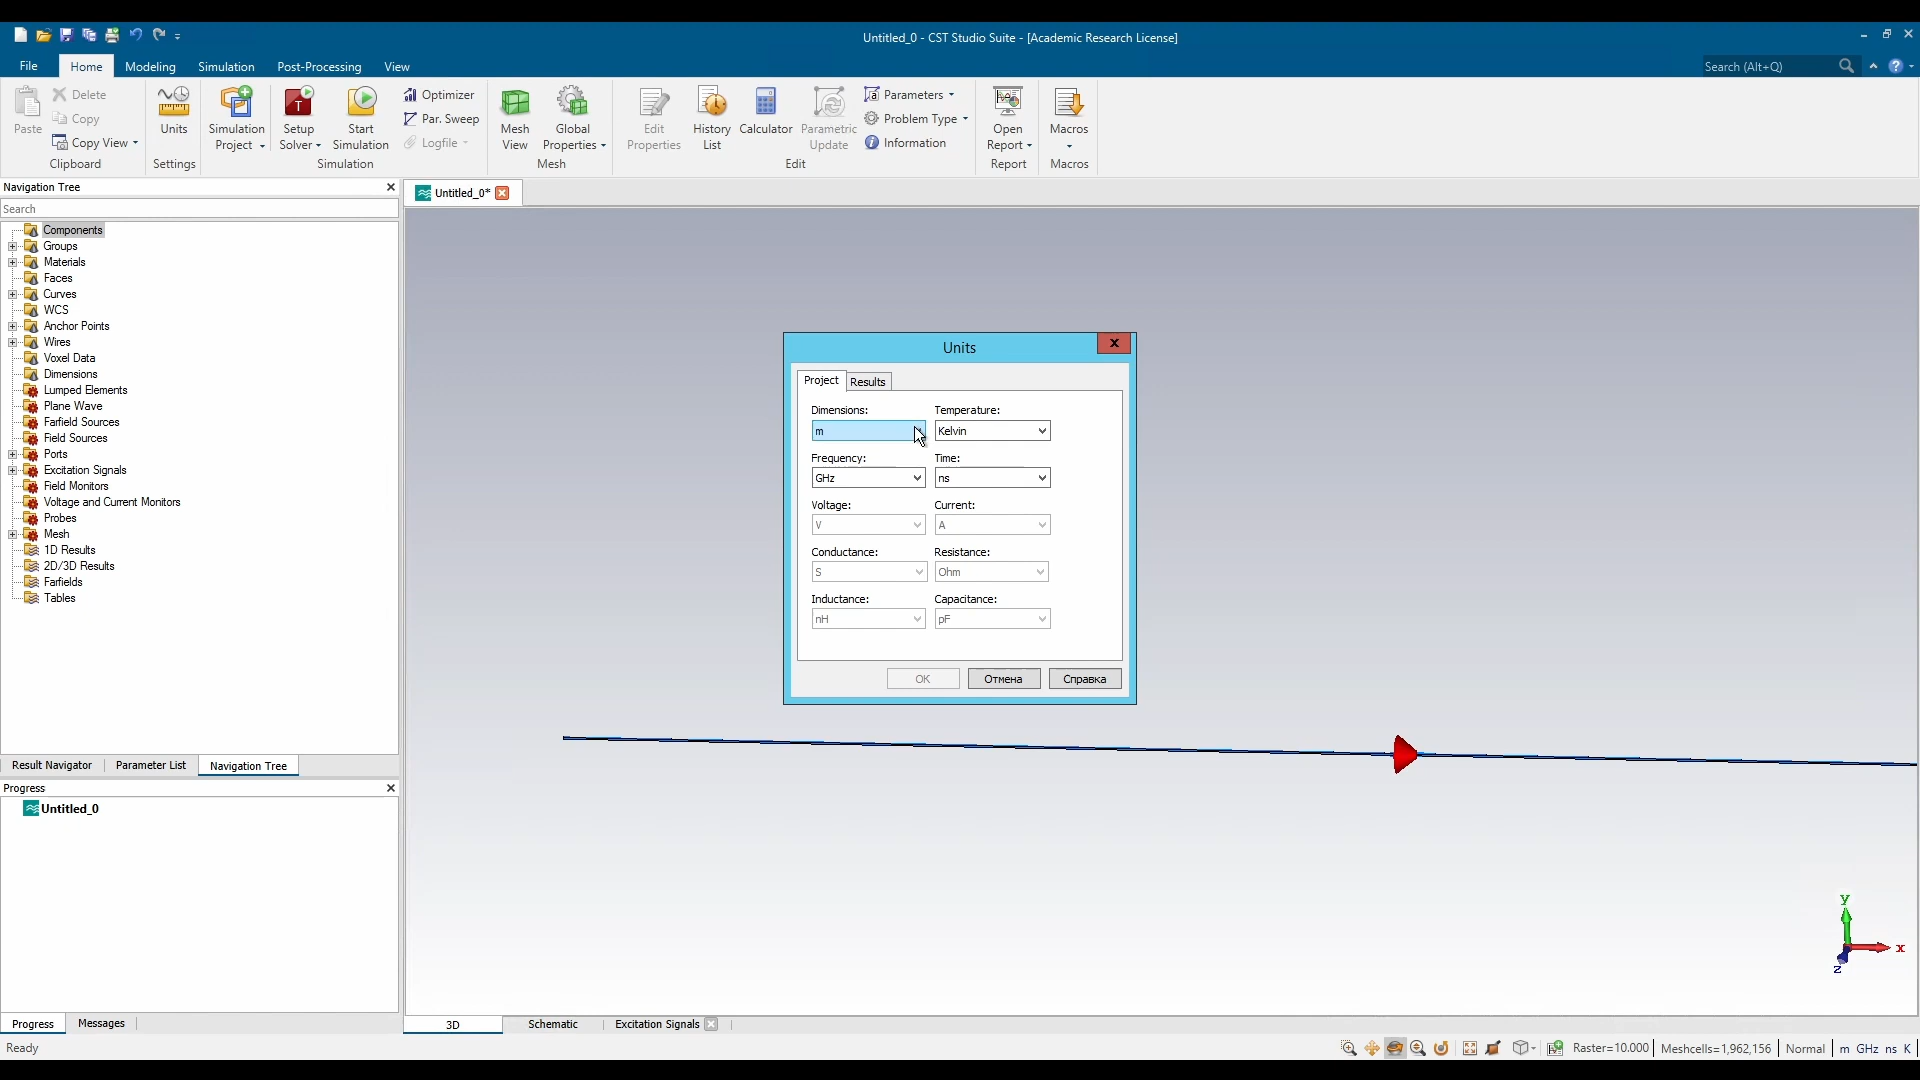 Untitled_0 - CST Studio Suite - [Academic Research License]
File
Home
Modeling
Simulation
Post-Processing
View
Search (Alt+Q)
Paste
Delete
Copy
Copy View
Clipboard
Units
Settings
Simulation
Project
Setup
Solver
Start
Simulation
Optimizer
Par. Sweep
Logfile
Simulation
Mesh
View
Global
Properties
Mesh
Edit
Properties
History
List
Calculator
Parametric
Update
Parameters
Problem Type
Information
Edit
Open
Report
Report
Macros
Macros
Navigation Tree
Untitled_0*
Search
Components
Groups
Materials
Faces
Curves
WCS
Anchor Points
Wires
Voxel Data
Dimensions
Lumped Elements
Plane Wave
Farfield Sources
Field Sources
Ports
Excitation Signals
Field Monitors
Voltage and Current Monitors
Probes
Mesh
1D Results
2D/3D Results
Farfields
Tables
Units
x
Project
Results
Dimensions:
Temperature:
m
Kelvin
Frequency:
Time:
GHz
ns
Voltage:
Current:
V
A
Conductance:
Resistance:
S
Ohm
Inductance:
Capacitance:
nH
pF
OK
Отмена
Справка
Result Navigator
Parameter List
Navigation Tree
Progress
Untitled_0
y
x
z
Progress
Messages
3D
Schematic
Excitation Signals
Ready
Raster=10.000
Meshcells=1,962,156
Normal
m GHz ns K